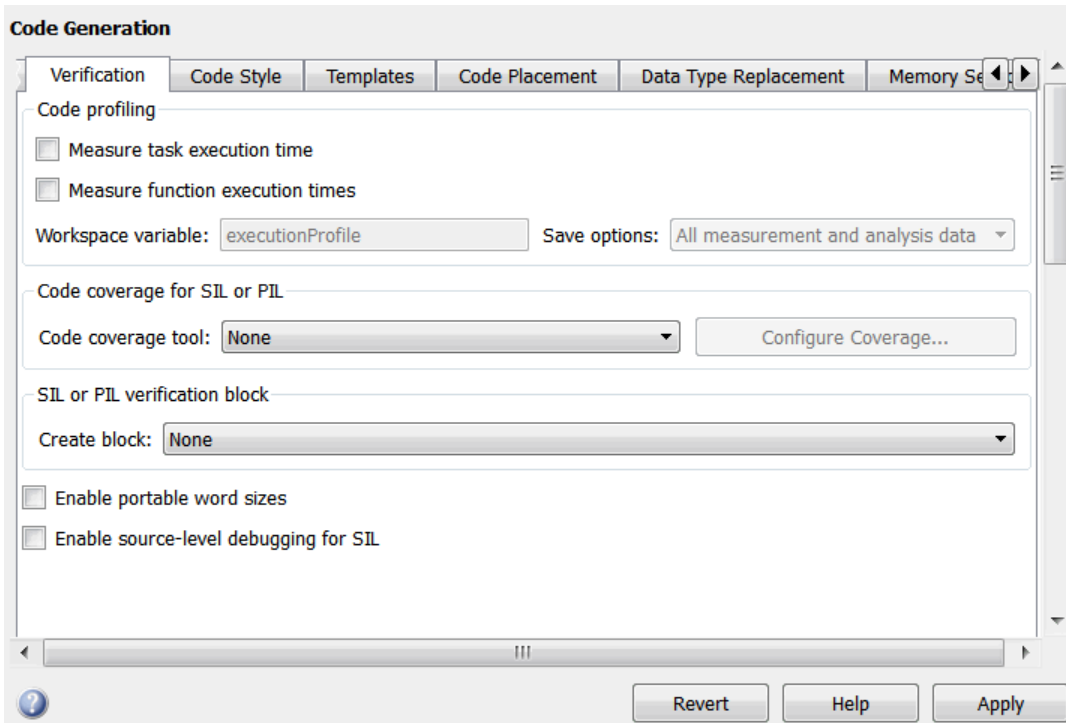 Code Generation
Verification Code Style Templates Code Placement Data Type Replacement Memory
Code profiling
Measure task execution time
Measure function execution times
Workspace variable: executionProfile Save options: All measurement and analysis data
Code coverage for SIL or PIL
Code coverage tool: None Configure Coverage...
SIL or PIL verification block
Create block: None
Enable portable word sizes
Enable source-level debugging for SIL
? Revert Help Apply